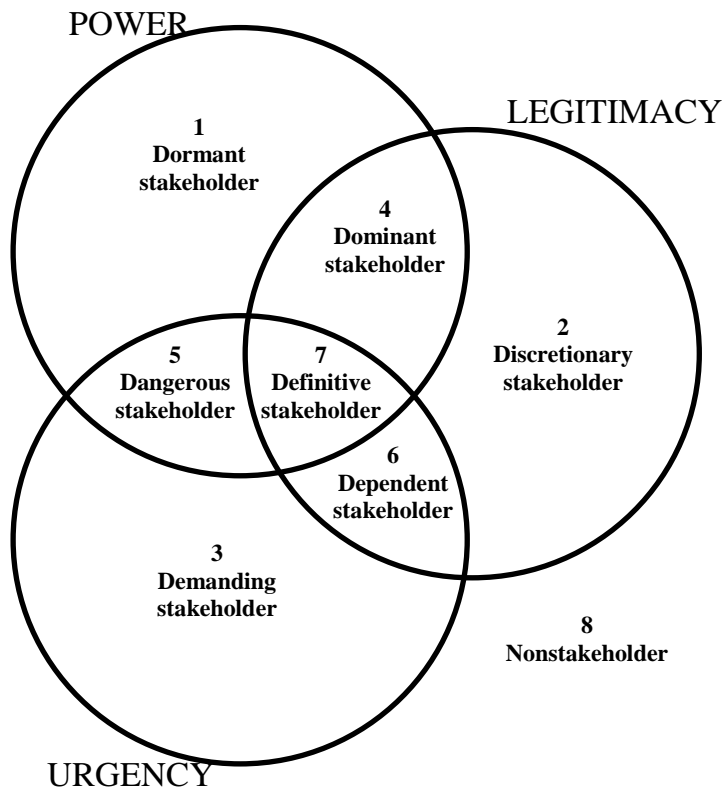 POWER
LEGITIMACY
1
Dormant
stakeholder
4
Dominant
stakeholder
2
Discretionary
stakeholder
5
Dangerous
stakeholder
7
Definitive
stakeholder
6
Dependent
stakeholder
3
Demanding
stakeholder
8
Nonstakeholder
URGENCY